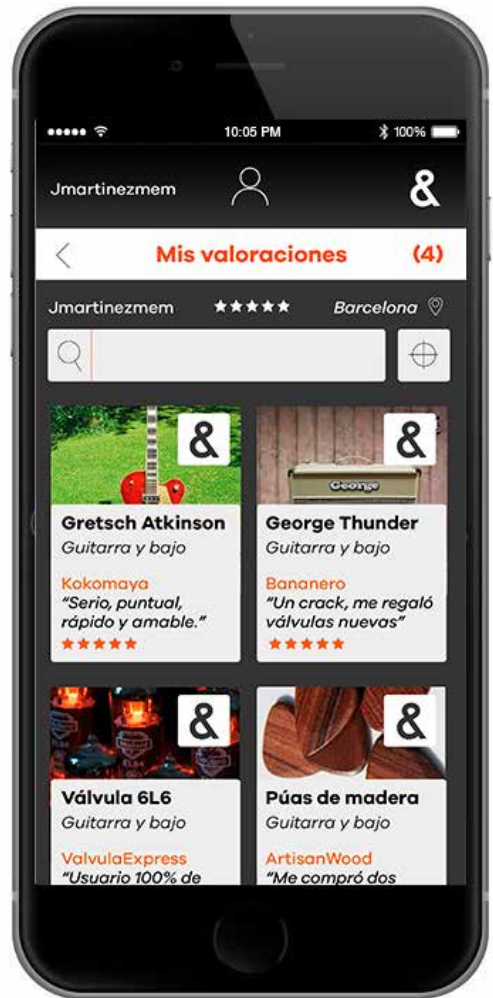 10:05 PM
100%
Jmartinezmem
&
Mis valoraciones
(4)
Jmartinezmem
Barcelona
&
George
&
Gretsch Atkinson
George Thunder
Guitarra y bajo
Guitarra y bajo
Kokomaya
Bananero
“Serio, puntual,
rápido y amable.”
“Un crack, me regaló
válvulas nuevas”
&
&
Válvula 6L6
Púas de madera
Guitarra y bajo
Guitarra y bajo
ValvulaExpress
ArtisanWood
“Usuario 100% de
“Me compró dos